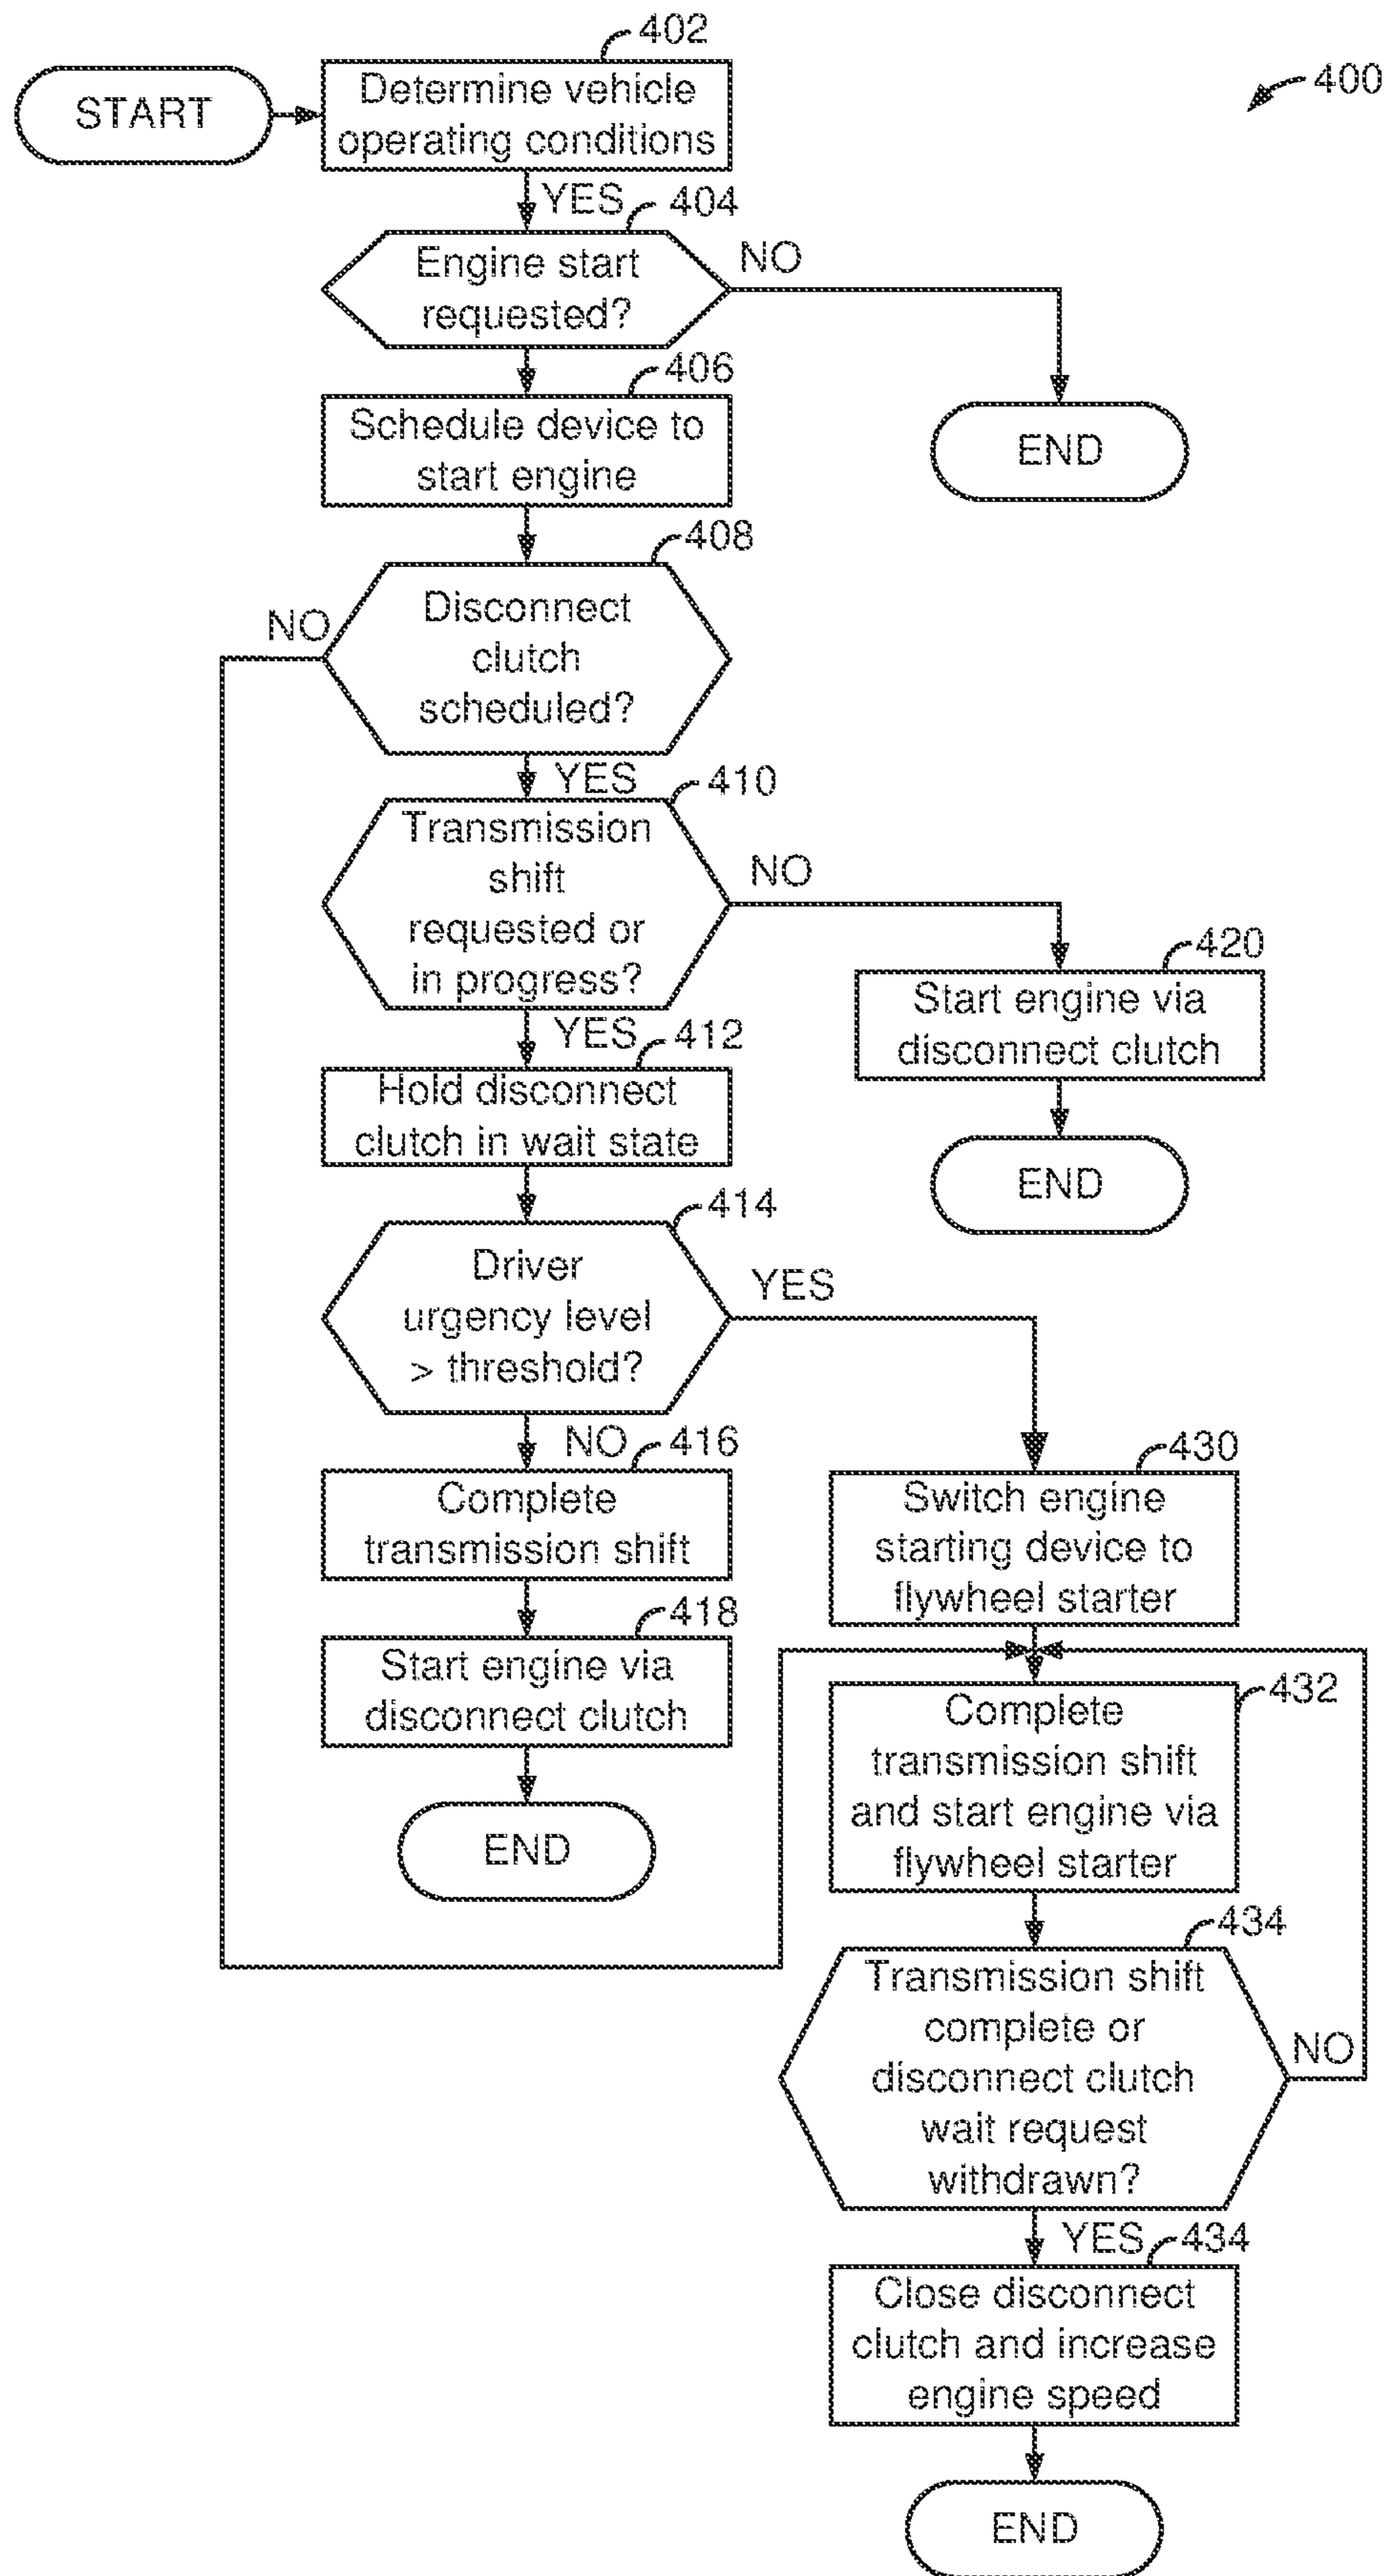 402
400
START
Determine vehicle
operating conditions
YES
404
Engine start
requested?
NO
406
Schedule device to
start engine
END
408
Disconnect
clutch
scheduled?
NO
YES
410
Transmission
shift
requested or
in progress?
NO
420
Start engine via
disconnect clutch
END
YES
412
Hold disconnect
clutch in wait state
414
Driver
urgency level
> threshold?
YES
NO
416
Complete
transmission shift
430
Switch engine
starting device to
flywheel starter
418
Start engine via
disconnect clutch
END
432
Complete
transmission shift
and start engine via
flywheel starter
434
Transmission shift
complete or
disconnect clutch
wait request
withdrawn?
NO
YES
434
Close disconnect
clutch and increase
engine speed
END